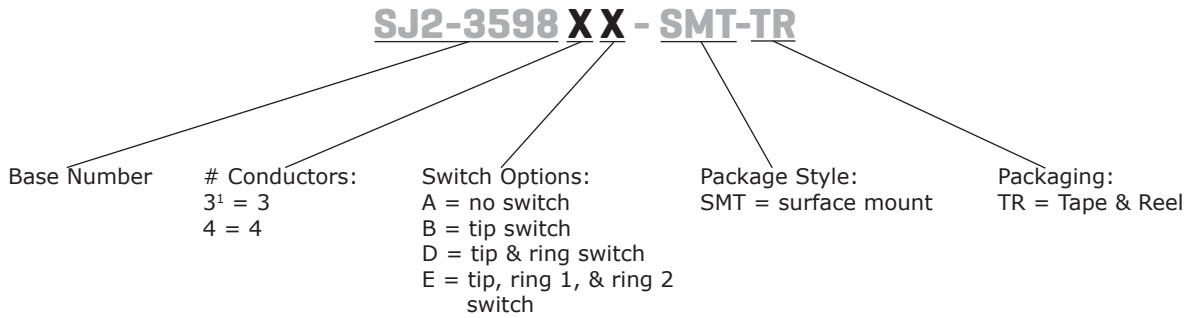 SJ2-3598 X X - SMT-TR
Base Number
# Conductors:
3¹ = 3
4 = 4
Switch Options:
A = no switch
B = tip switch
D = tip & ring switch
E = tip, ring 1, & ring 2
switch
Package Style:
SMT = surface mount
Packaging:
TR = Tape & Reel